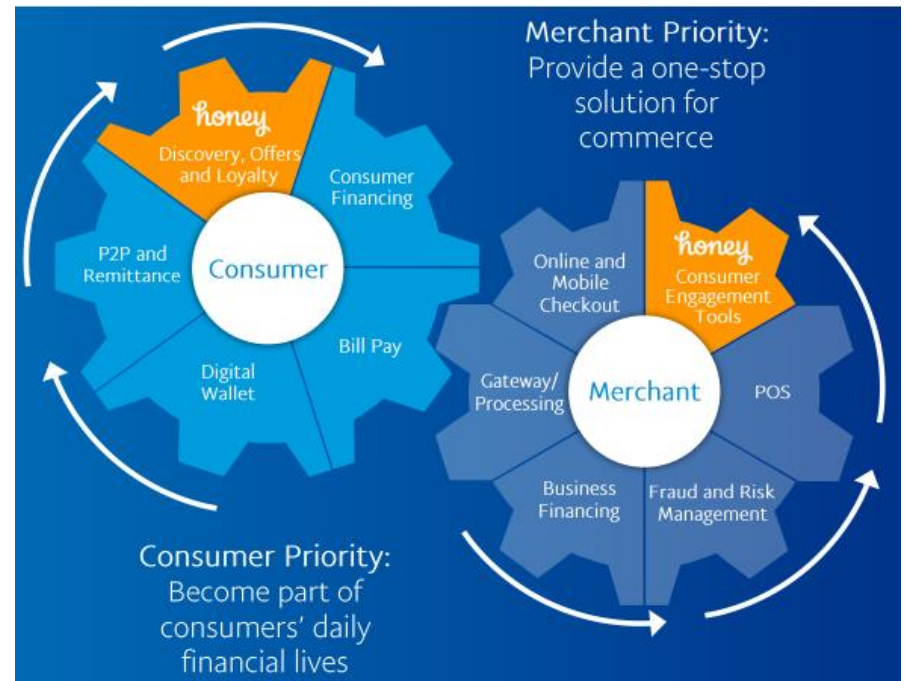 Merchant Priority:
Provide a one-stop
solution for
commerce
honey
Discovery, Offers
and Loyalty
Consumer
Financing
P2P and
Remittance
Consumer
Bill Pay
Digital
Wallet
honey
Consumer
Engagement
Tools
Online and
Mobile
Checkout
Gateway/
Processing
Merchant
POS
Business
Financing
Fraud and Risk
Management
Consumer Priority:
Become part of
consumers’ daily
financial lives